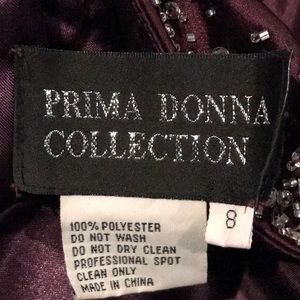 PRIMA DONNA
COLLECTION
8
100% POLYESTER
DO NOT WASH
DO NOT DRY CLEAN
PROFESSIONAL SPOT
CLEAN ONLY
MADE IN CHINA